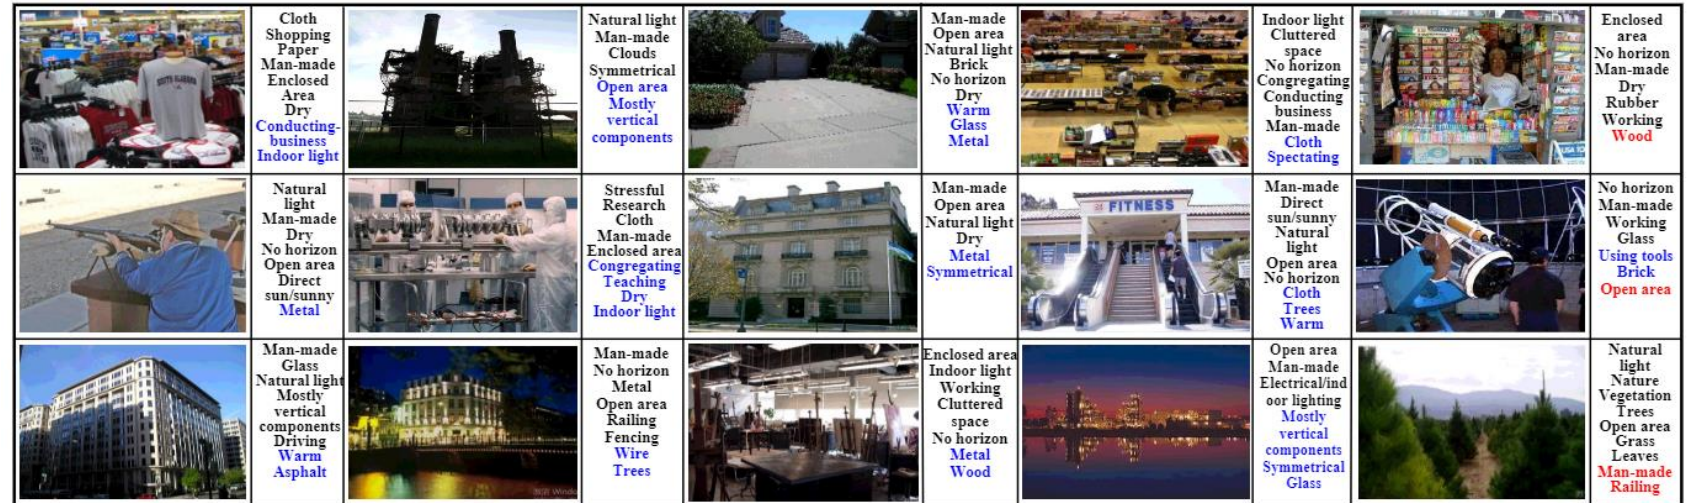 Cloth
Shopping
Paper
Man-made
Enclosed
Area
Dry
Conducting-
business
Indoor light
Natural light
Man-made
Clouds
Symmetrical
Open area
Mostly
vertical
components
Man-made
Open area
Natural light
Brick
No horizon
Dry
Warm
Glass
Metal
Indoor light
Cluttered
space
No horizon
Congregating
Conducting
business
Man-made
Cloth
Spectating
Enclosed
area
No horizon
Man-made
Dry
Rubber
Working
Wood
Natural
light
Man-made
Dry
No horizon
Open area
Direct
sun/sunny
Metal
Stressful
Research
Cloth
Man-made
Enclosed area
Congregating
Teaching
Dry
Indoor light
Man-made
Open area
Natural light
Dry
Metal
Symmetrical
FITNESS
Man-made
Direct
sun/sunny
Natural
light
Open area
No horizon
Cloth
Trees
Warm
No horizon
Man-made
Working
Glass
Using tools
Brick
Open area
Man-made
Glass
Natural light
Mostly
vertical
components
Driving
Warm
Asphalt
Man-made
No horizon
Metal
Open area
Railing
Fencing
Wire
Trees
Enclosed area
Indoor light
Working
Cluttered
space
No horizon
Metal
Wood
Open area
Man-made
Electrical/ind
oor lighting
Mostly
vertical
components
Symmetrical
Glass
Natural
light
Nature
Vegetation
Trees
Open area
Grass
Leaves
Man-made
Railing